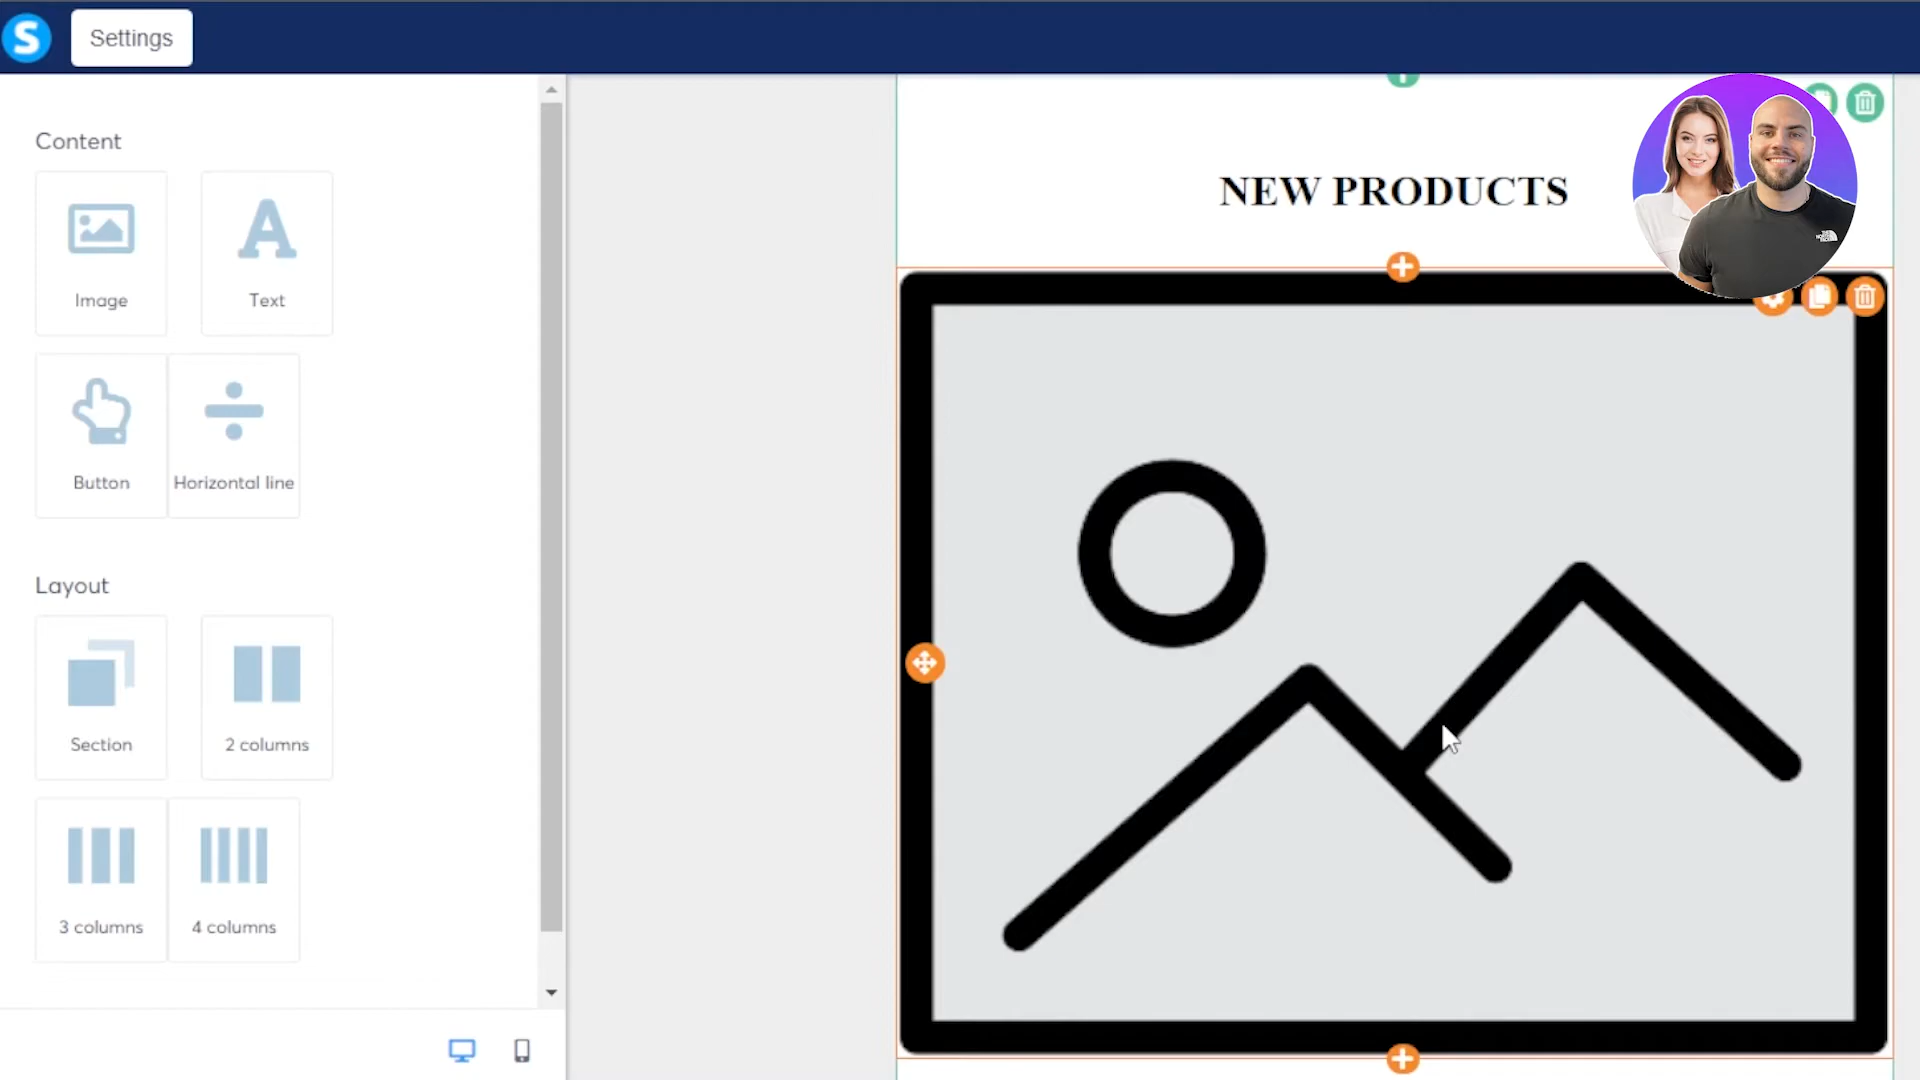 S
Settings
Content
NEW PRODUCTS
Image
Text
Button
Horizontal line
Layout
Section
2 columns
3 columns
4 columns